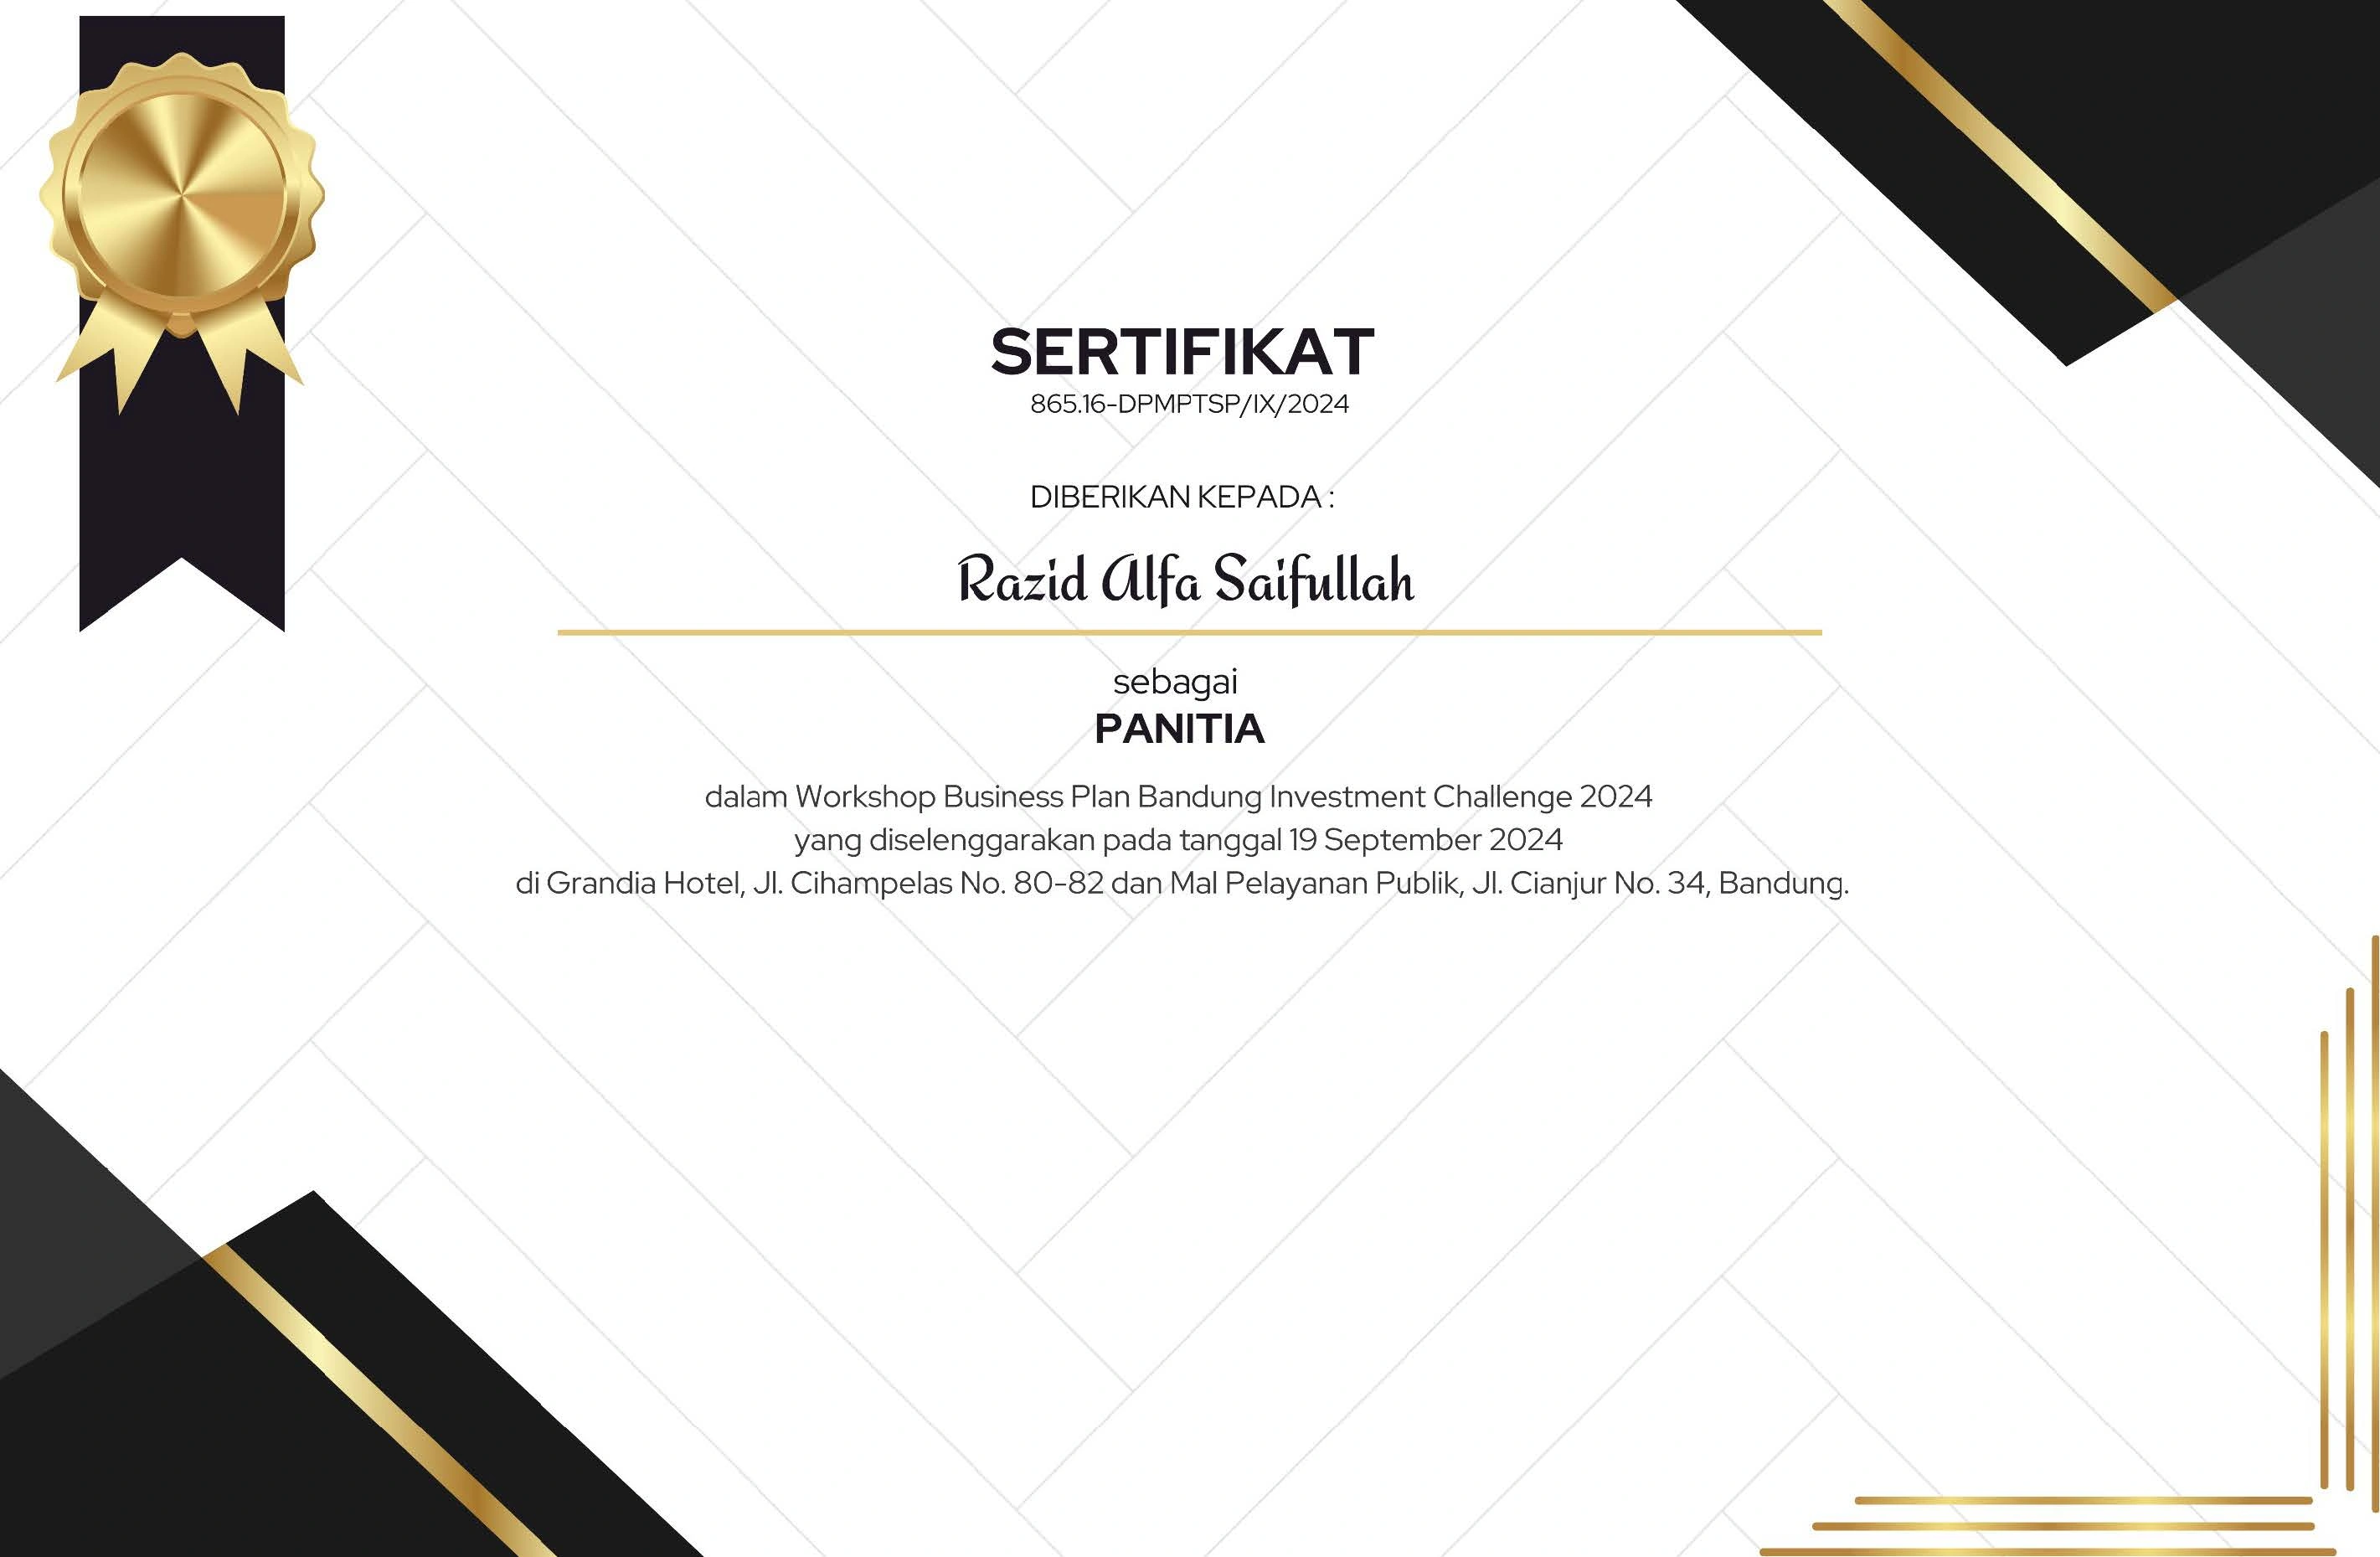 SERTIFIKAT
865.16-DPMPTSP/IX/2024
DIBERIKAN KEPADA :
Razid Alfa Saifullah
sebagai
PANITIA
dalam Workshop Business Plan Bandung Investment Challenge 2024
yang diselenggarakan pada tanggal 19 September 2024
di Grandia Hotel, Jl. Cihampelas No. 80-82 dan Mal Pelayanan Publik, Jl. Cianjur No. 34, Bandung.